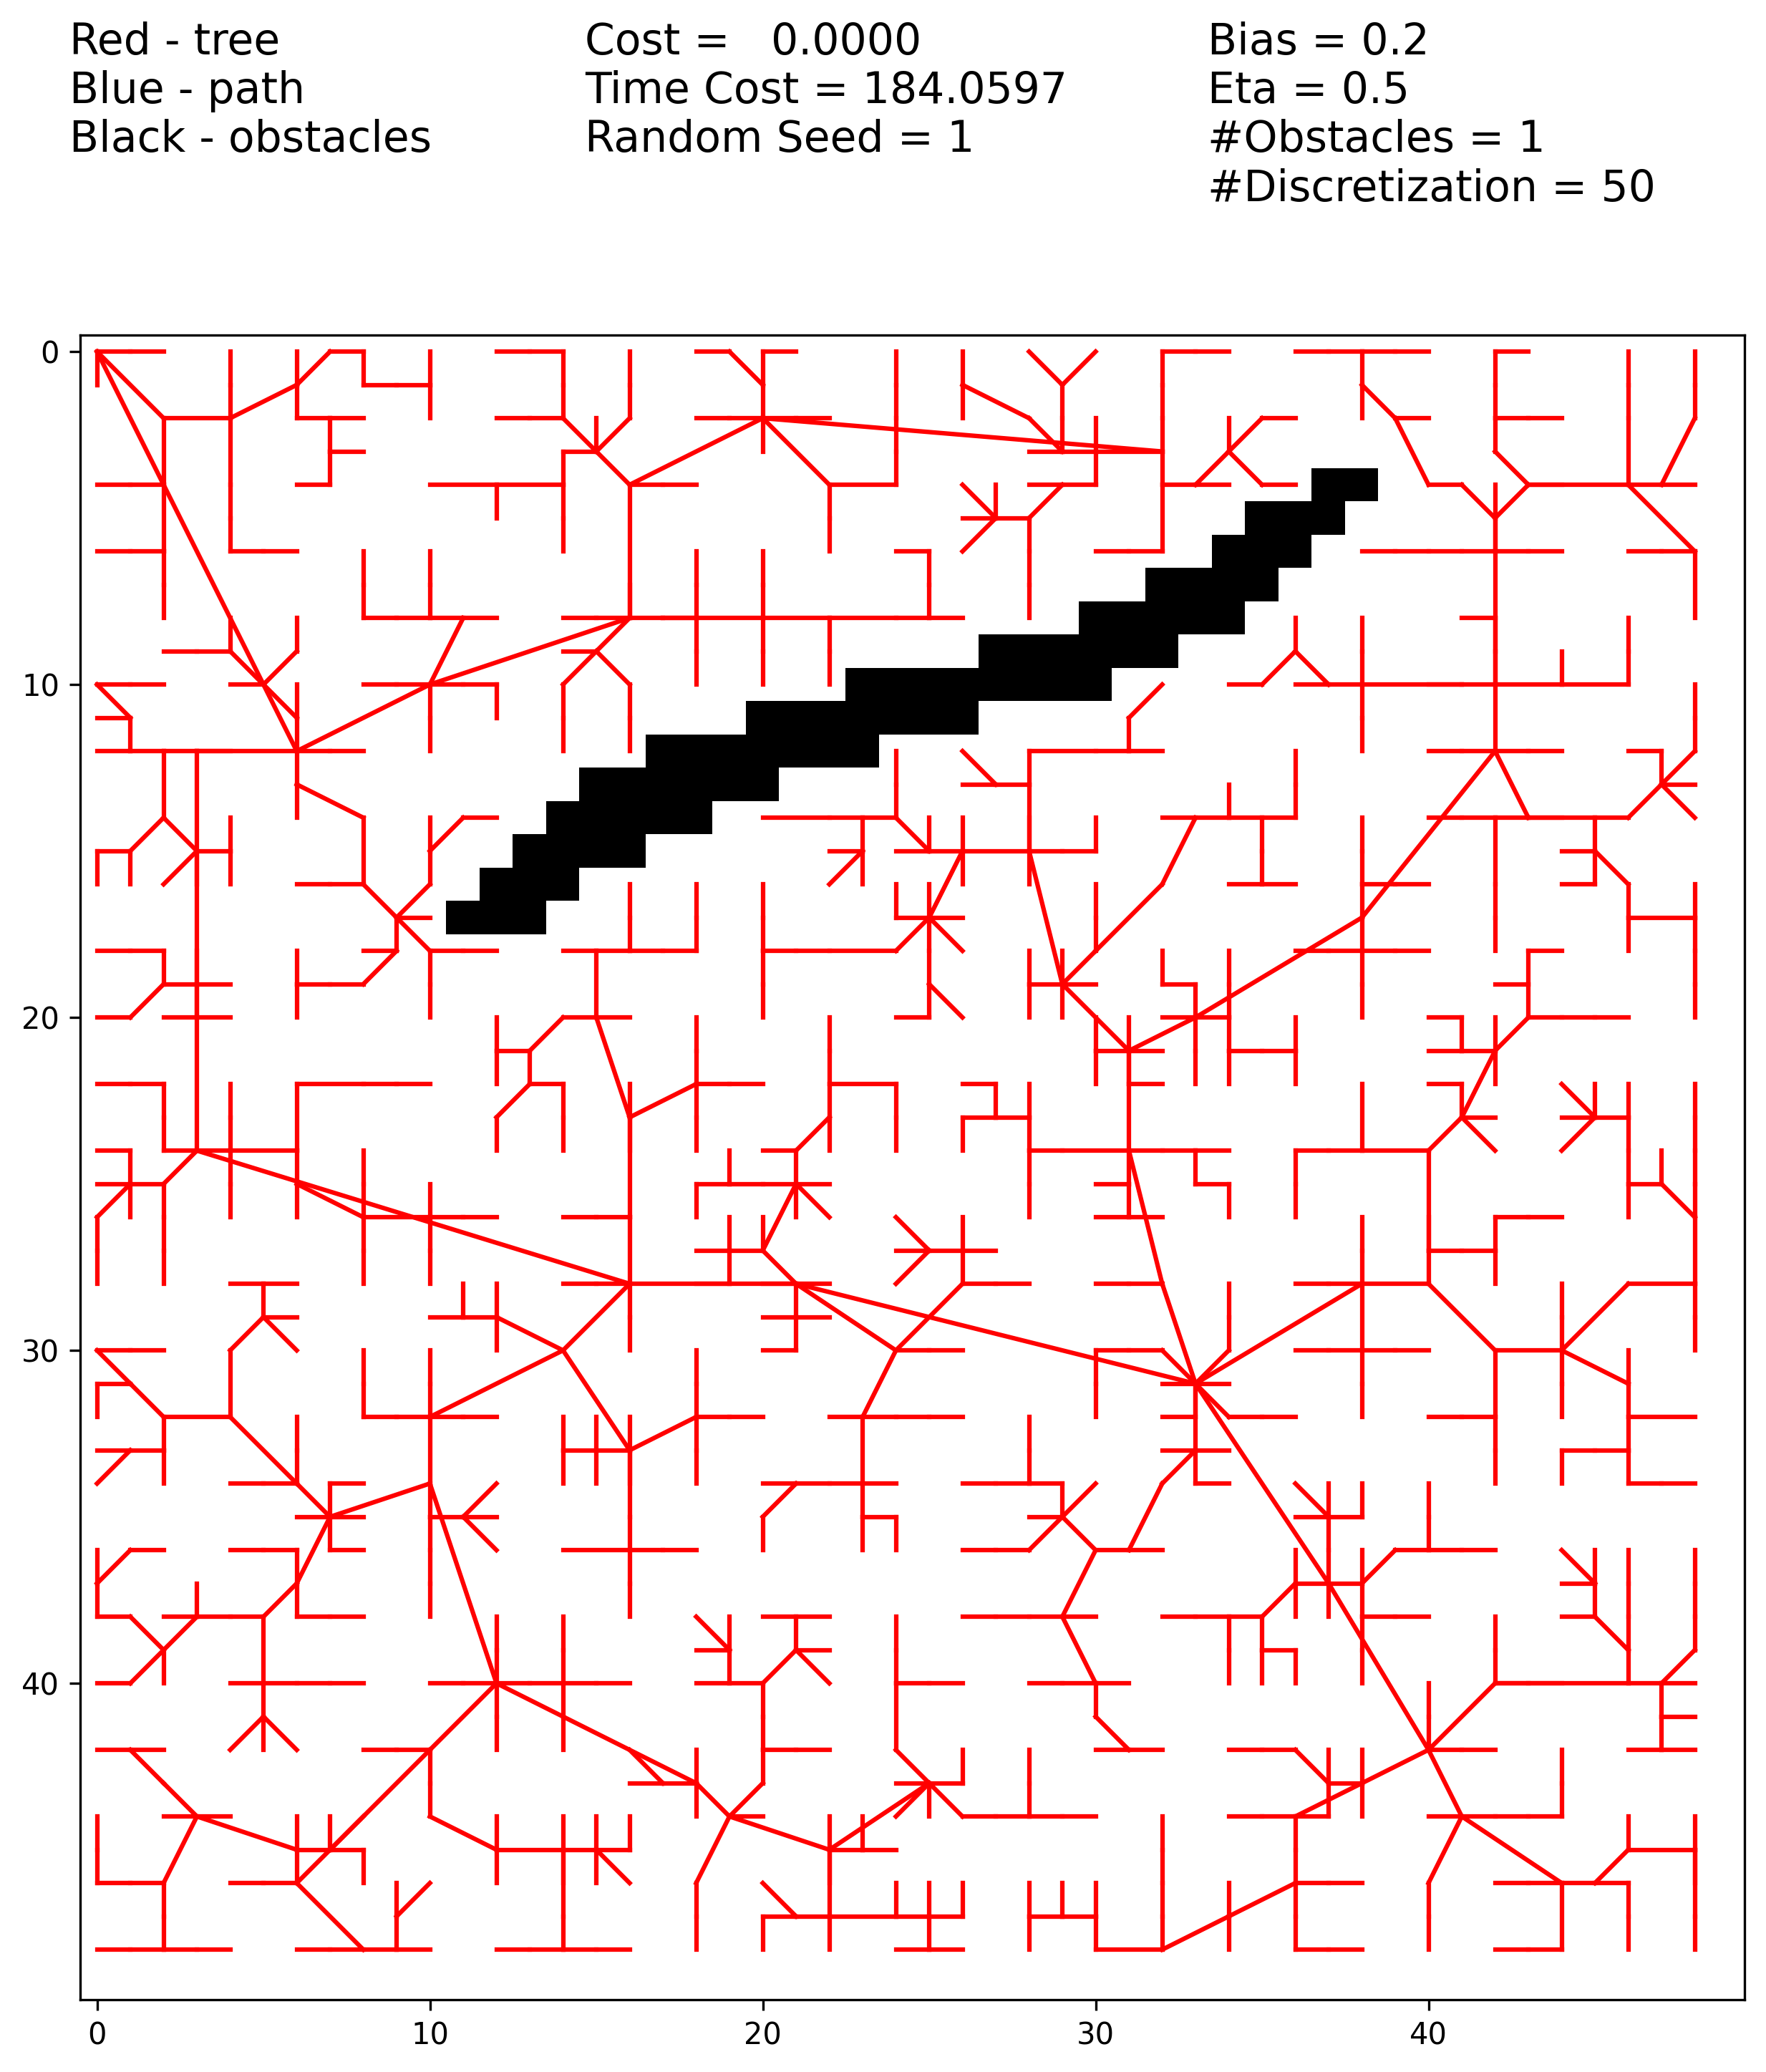 Red - tree
Blue - path
Black - obstacles
Cost = 0.0000
Time Cost = 184.0597
Random Seed = 1
Bias = 0.2
Eta = 0.5
#Obstacles = 1
#Discretization = 50
0
10
20
30
40
0
10
20
30
40